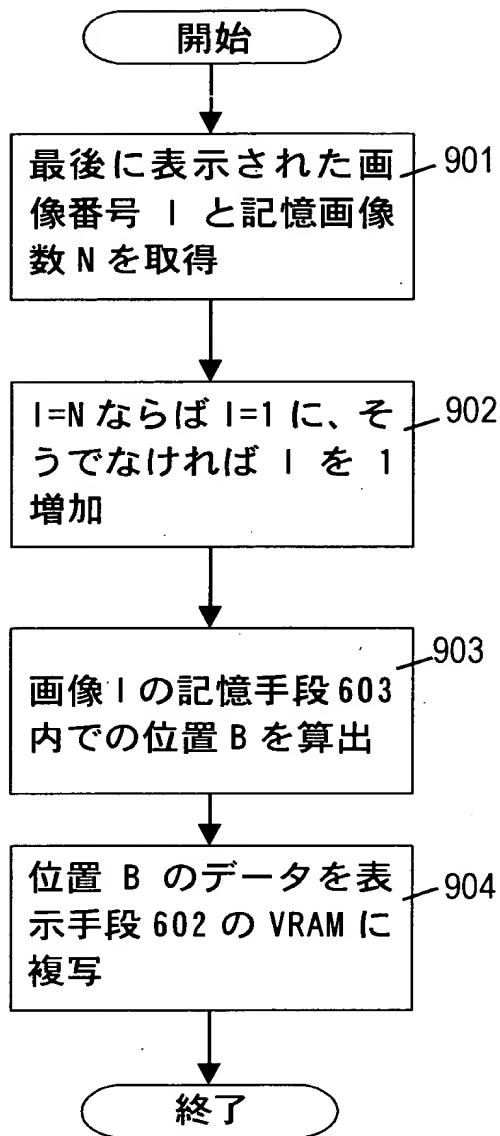 開始
最後に表示された画
像番号 I と記憶画像
数 N を取得
901
I=N ならば I=1 に、そ
うでなければ I を 1
増加
902
画像 I の記憶手段 603
内での位置 B を算出
903
位置 B のデータを表
示手段 602 の VRAM に
複写
904
終了